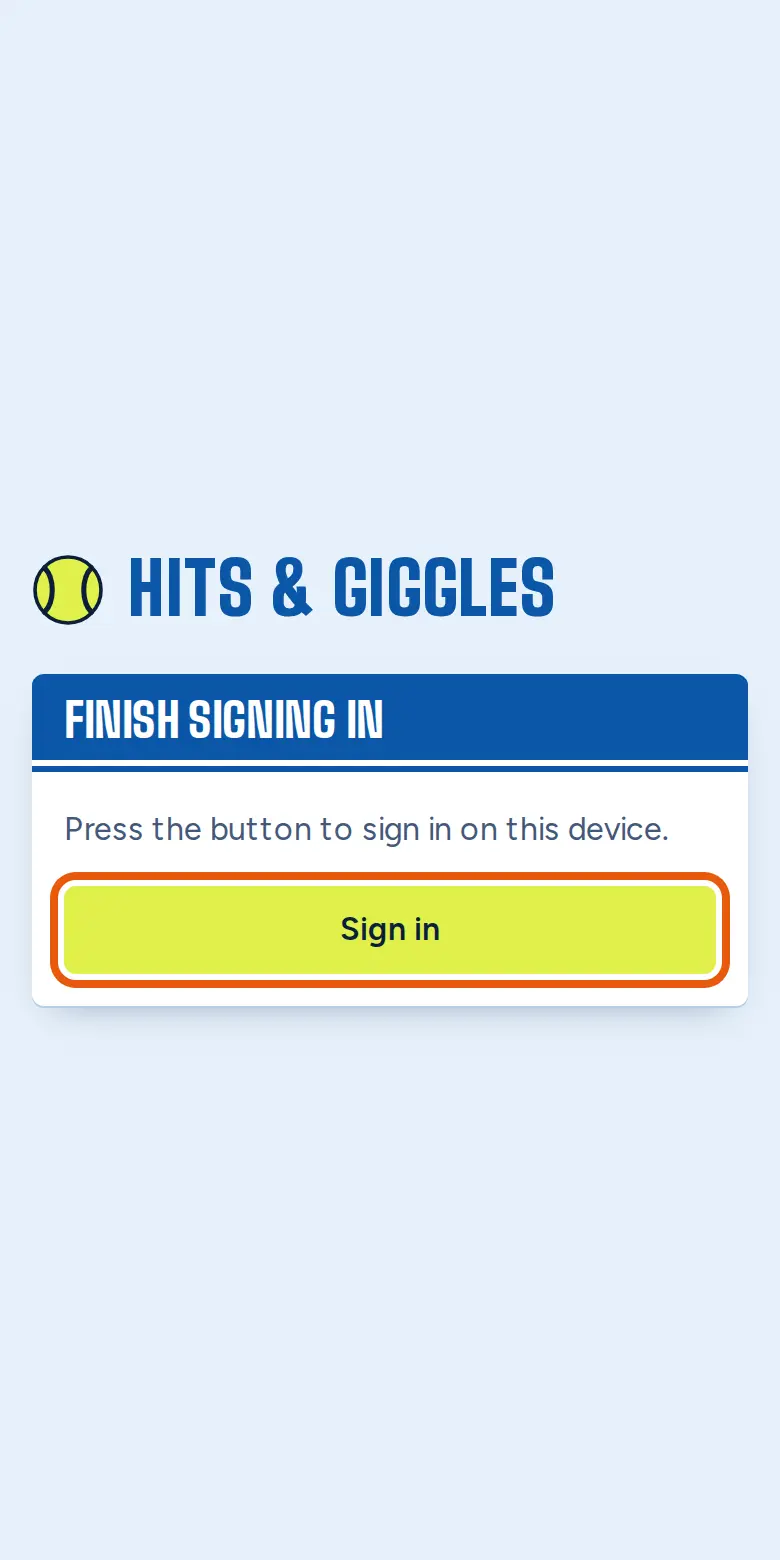 HITS & GIGGLES
FINISH SIGNING IN
Press the button to sign in on this device.
Sign in